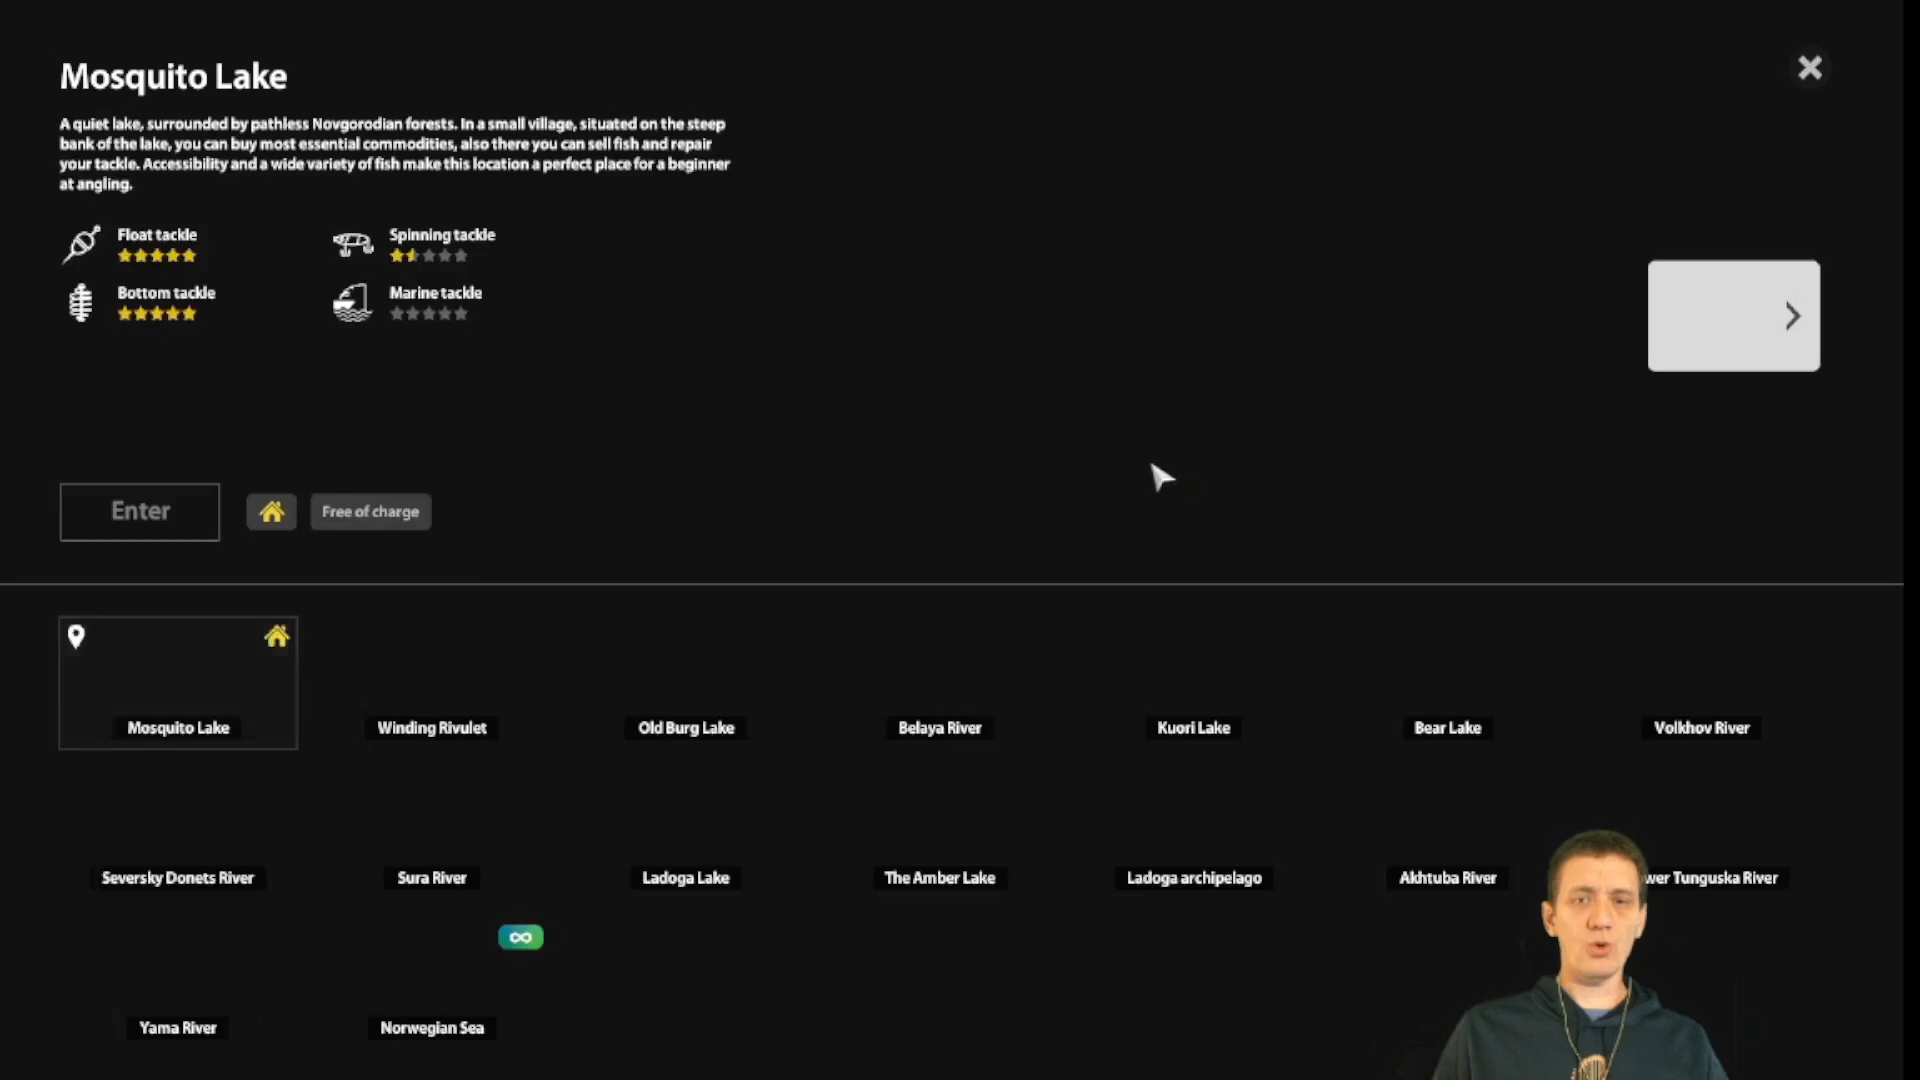 Mosquito Lake
A quiet lake, surrounded by pathless Novgorodian forests. In a small village, situated on the steep
bank of the lake, you can buy most essential commodities, also there you can sell fish and repair
your tackle. Accessibility and a wide variety of fish make this location a perfect place for a beginner
at angling.
Float tackle
Spinning tackle
Bottom tackle
Marine tackle
Enter
Free of charge
Mosquito Lake
Winding Rivulet
Old Burg Lake
Belaya River
Kuori Lake
Bear Lake
Volkhov River
Seversky Donets River
Sura River
Ladoga Lake
The Amber Lake
Ladoga archipelago
Akhtuba River
Tunguska River
Yama River
Norwegian Sea